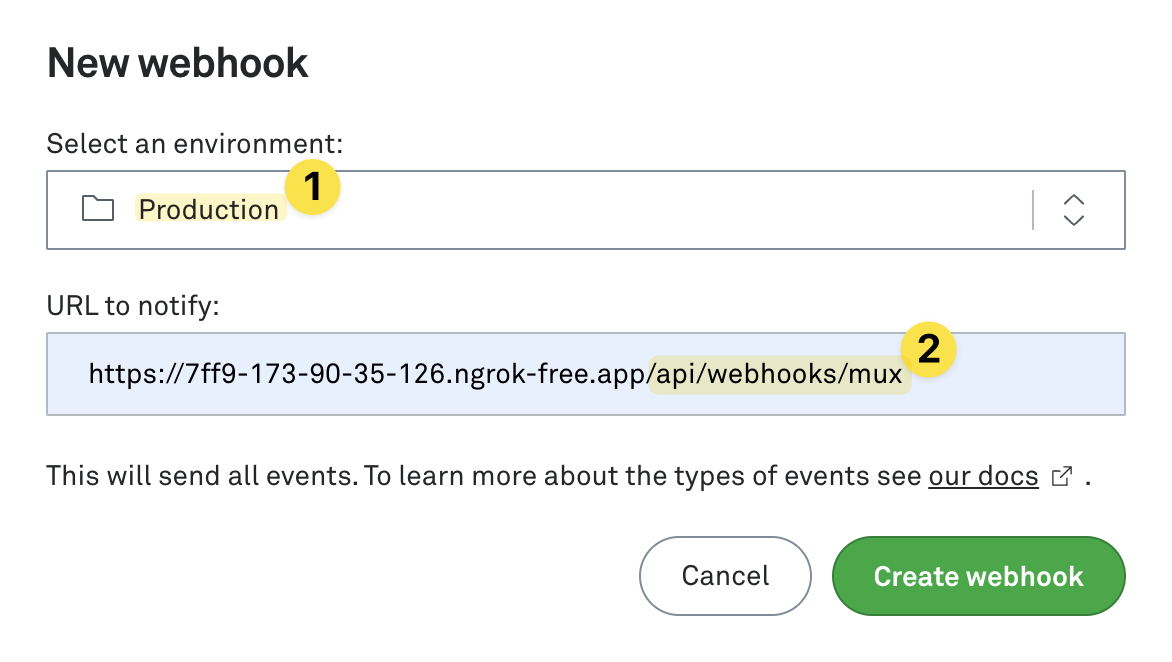 New webhook
Select an environment:
Production
1
URL to notify:
https://7ff9-173-90-35-126.ngrok-free.app/api/webhooks/mux
2
This will send all events. To learn more about the types of events see our docs .
Cancel
Create webhook